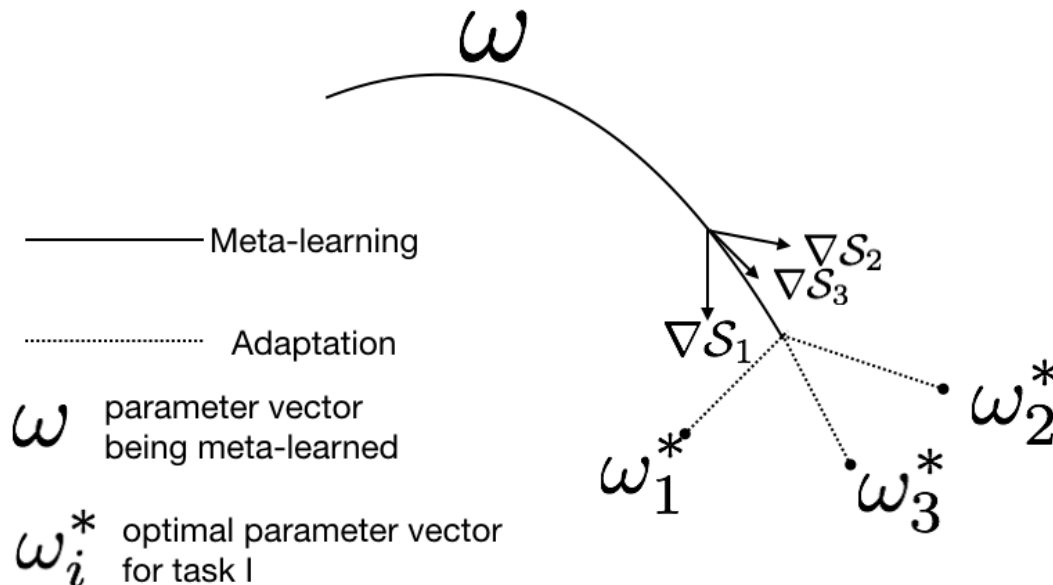 ω
Meta-learning
∇S₂
∇S₃
∇S₁
Adaptation
ω₂*
ω parameter vector
being meta-learned
ω₁*
ω₃*
ωᵢ* optimal parameter vector
for task I